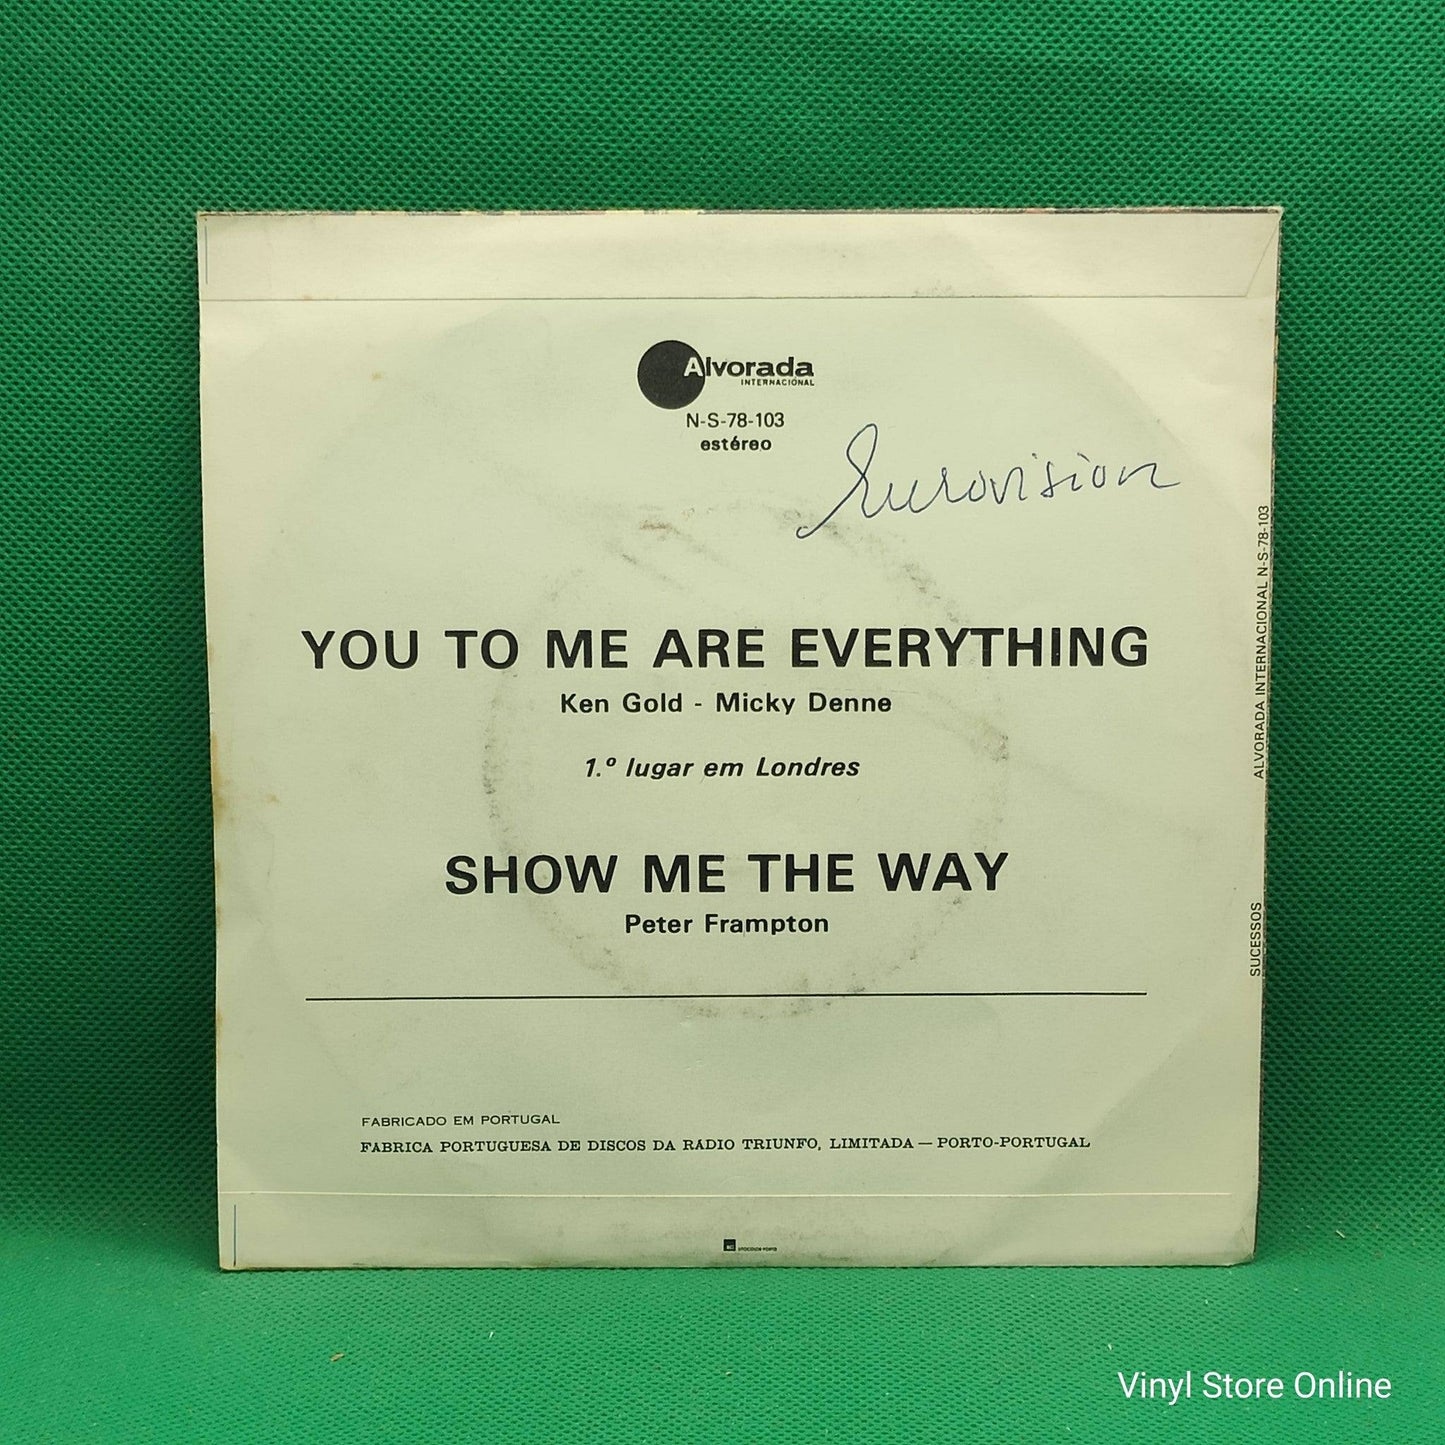 Alvorada
INTERNACIONAL
N-S-78-103
estéreo
Eurovision
YOU TO ME ARE EVERYTHING
Ken Gold - Micky Denne
1.º lugar em Londres
SHOW ME THE WAY
Peter Frampton
SUCESSOS ALVORADA INTERNACIONAL N-S-78-103
FABRICADO EM PORTUGAL
FABRICA PORTUGUESA DE DISCOS DA RADIO TRIUNFO, LIMITADA — PORTO-PORTUGAL
Vinyl Store Online